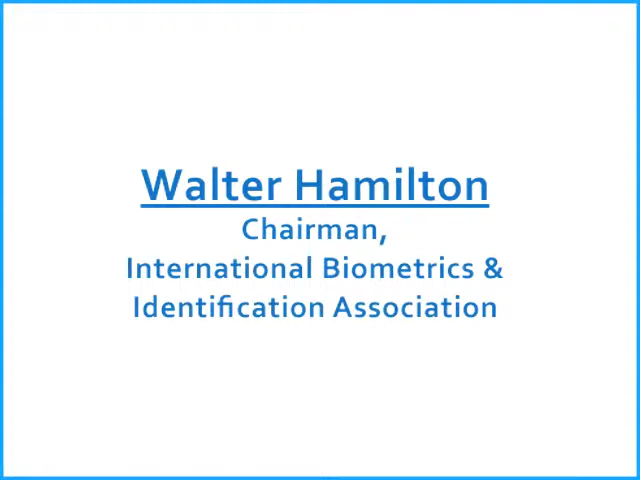 Walter Hamilton
Chairman,
International Biometrics &
Identification Association